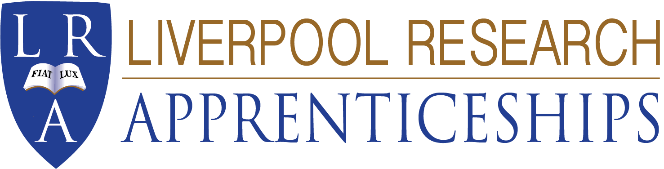 L R
FIAT LUX
A
LIVERPOOL RESEARCH
APPRENTICESHIPS